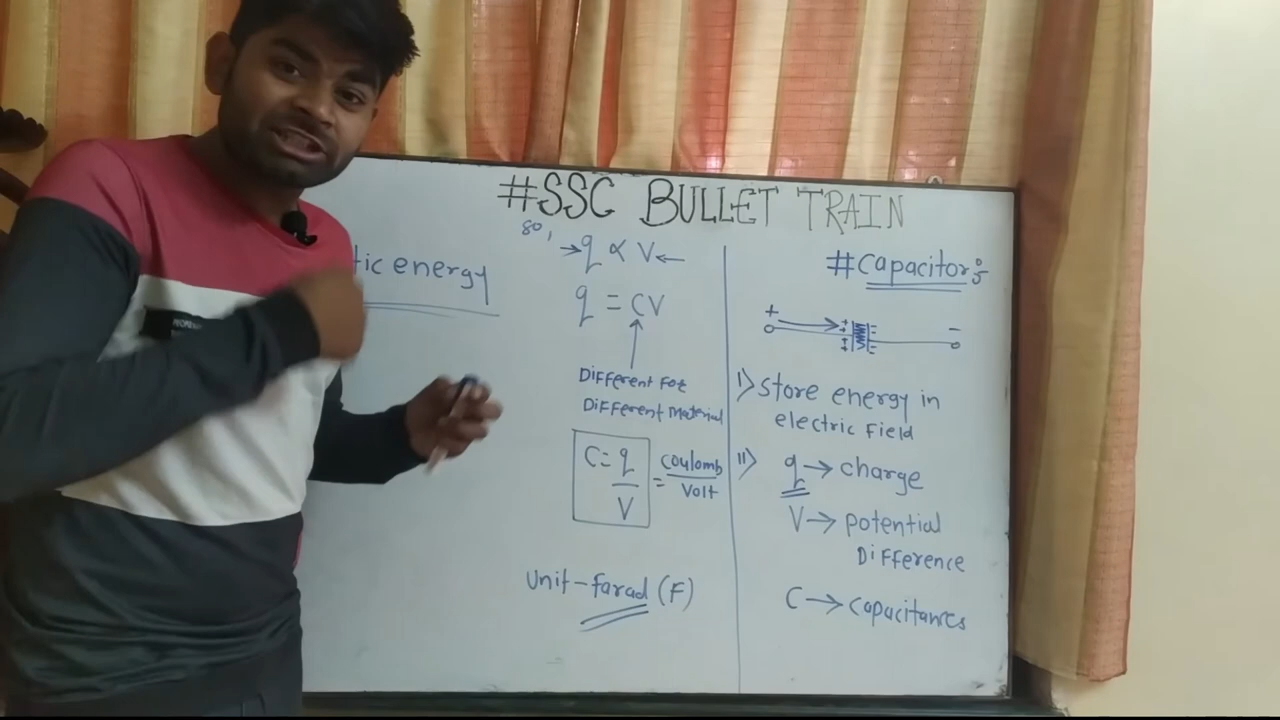 #SSC BULLET TRAIN
tic energy
so,
→q ∝ V←
q = CV
Different For
Different Material
C = q/V = coulomb/volt
Unit-farad (F)
#Capacitor:
+ −
I) store energy in
electric Field
II) q → charge
V → potential
Difference
C → capacitances